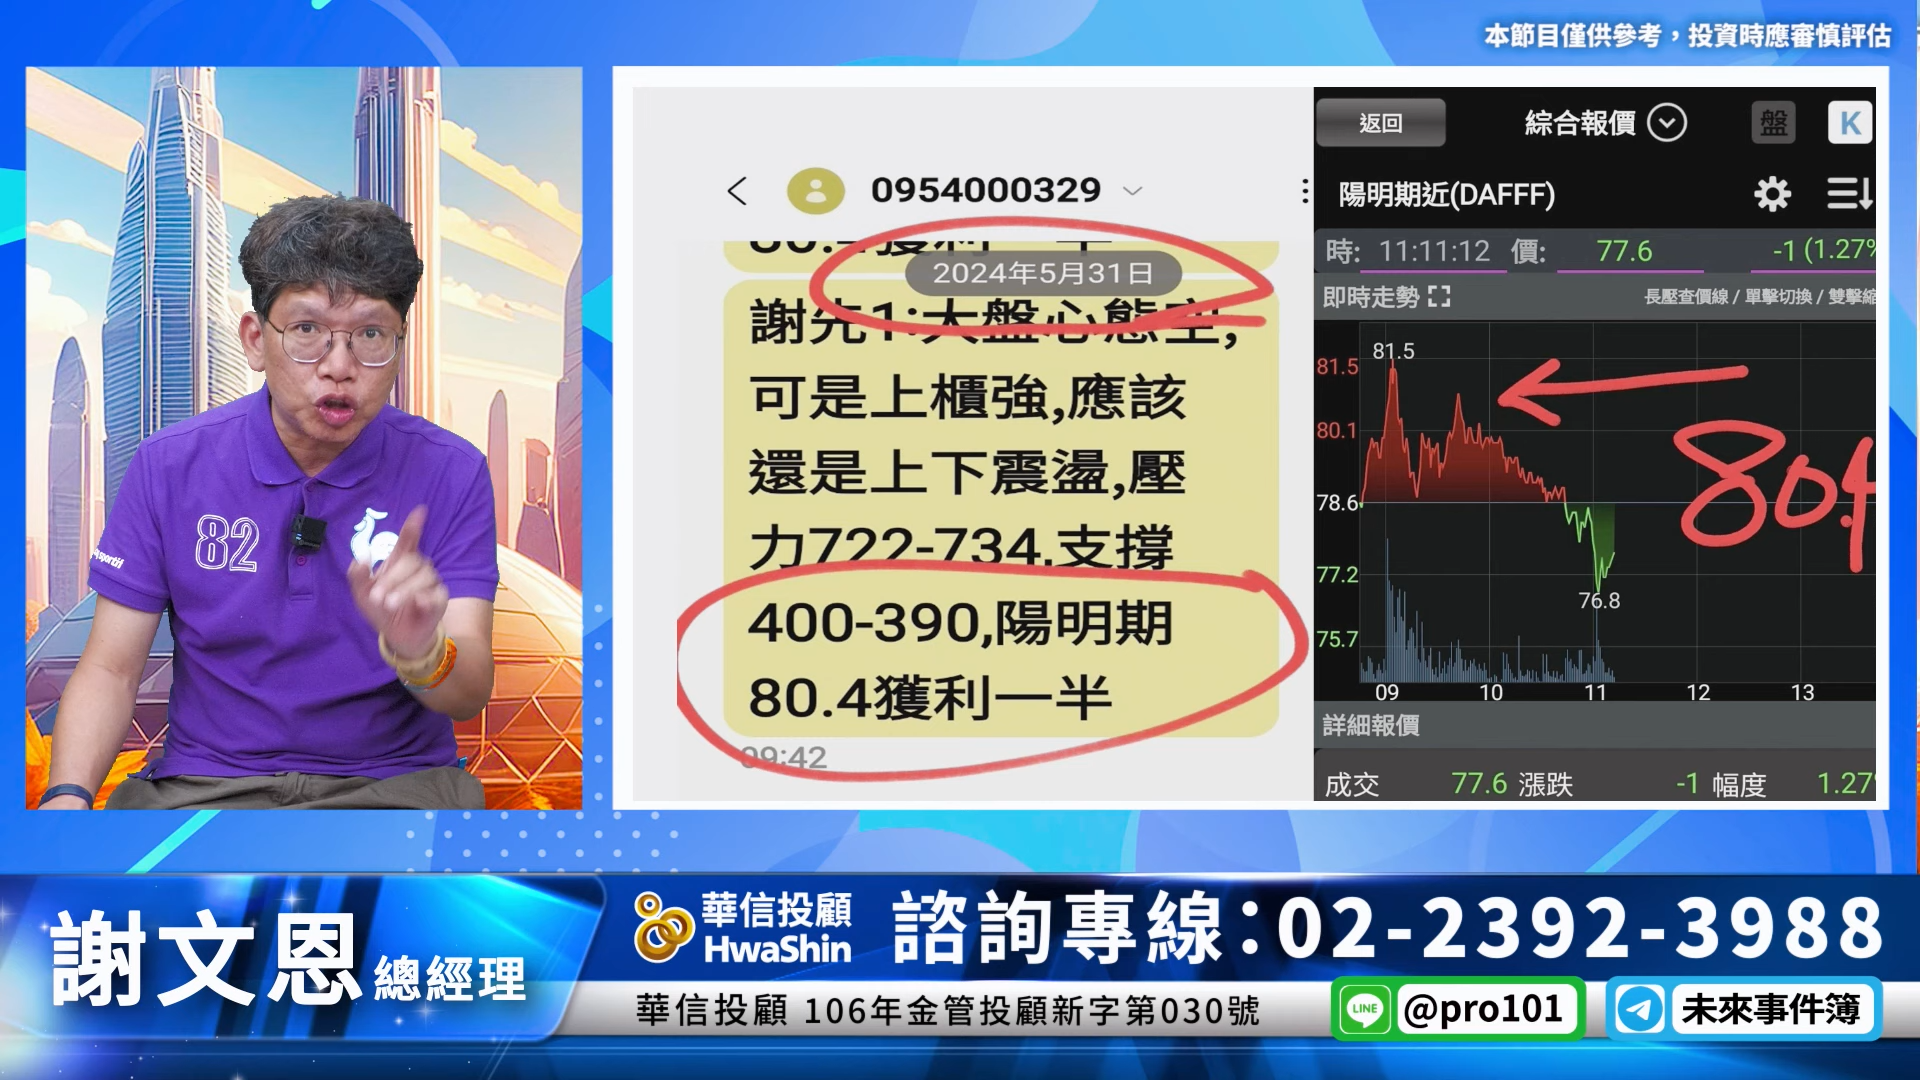 本節目僅供參考，投資時應審慎評估
82
0954000329
2024年5月31日
謝先1:大盤心態空,
可是上櫃強,應該
還是上下震盪,壓
力722-734,支撐
400-390,陽明期
80.4獲利一半
09:42
返回
綜合報價
盤
K
陽明期近(DAFFF)
時: 11:11:12 價: 77.6 -1 (1.27%
即時走勢
長壓查價線 / 單擊切換 / 雙擊縮
81.5
81.5
80.1
80.4
78.6
77.2
76.8
75.7
09 10 11 12 13
詳細報價
成交 77.6 漲跌 -1 幅度 1.27%
謝文恩 總經理
華信投顧
HwaShin
諮詢專線：02-2392-3988
華信投顧 106年金管投顧新字第030號
LINE
@pro101
未來事件簿